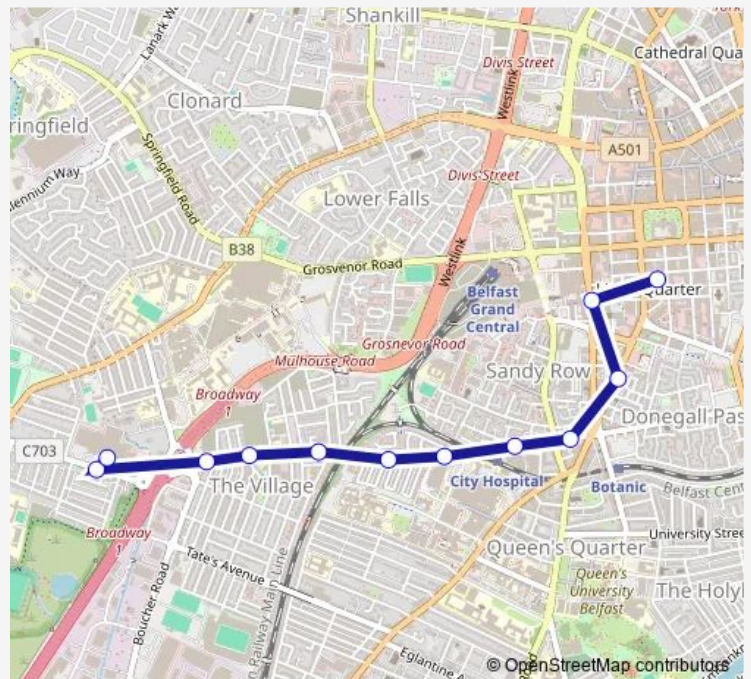 Shankill
Lanark W
Divis Street
Cathedral Qua
Westlink
Clonard
ringfield
A501
Springfield Road
Divis Street
llennium Way
Lower Falls
B38
Grosvenor Road
Westlink
Quarter
Belfast
Grand
Central
Grosnevor Road
Mulhouse Road
Sandy Row
Broadway
1
Donegall Pas
C703
The Village
City Hospital
Botanic
Belfast Cent
Broadway
1
University Stree
Queen's Quarter
Tate's Avenue
Queen's
University
Belfast
The Holyl
Boucher Road
n Railway Main Line
Eglantine A
© OpenStreetMap contributors